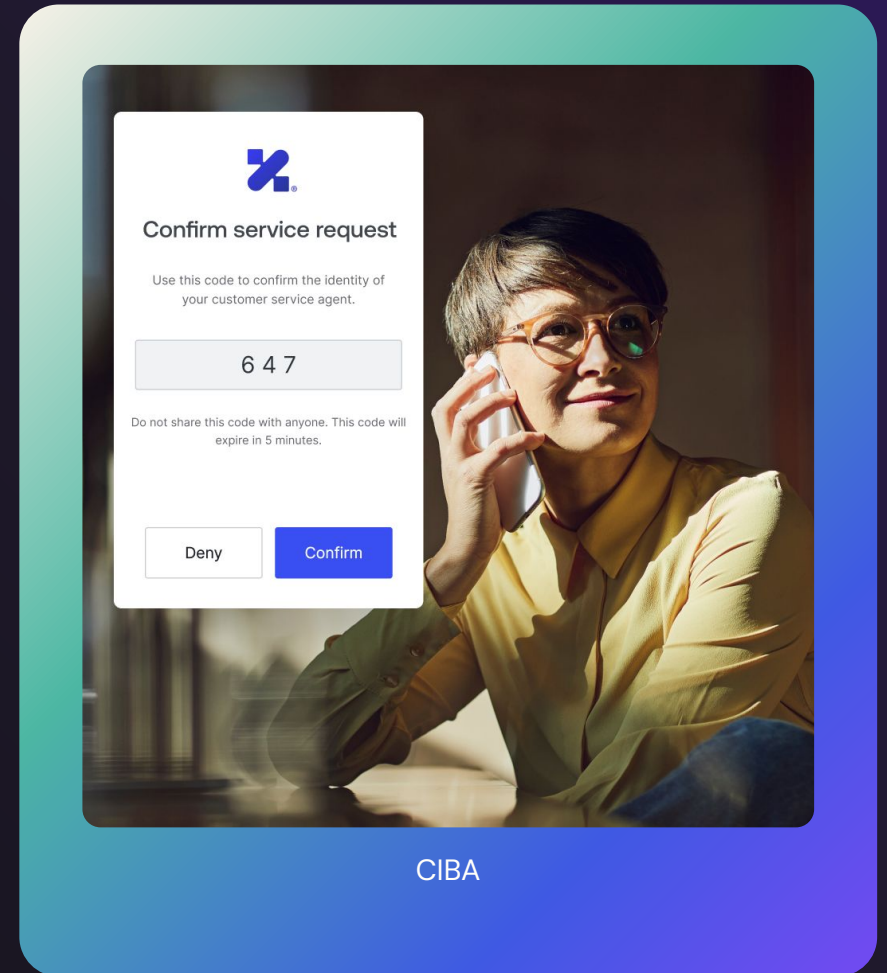 ®
Confirm service request
Use this code to confirm the identity of
your customer service agent.
6 4 7
Do not share this code with anyone. This code will
expire in 5 minutes.
Deny
Confirm
CIBA